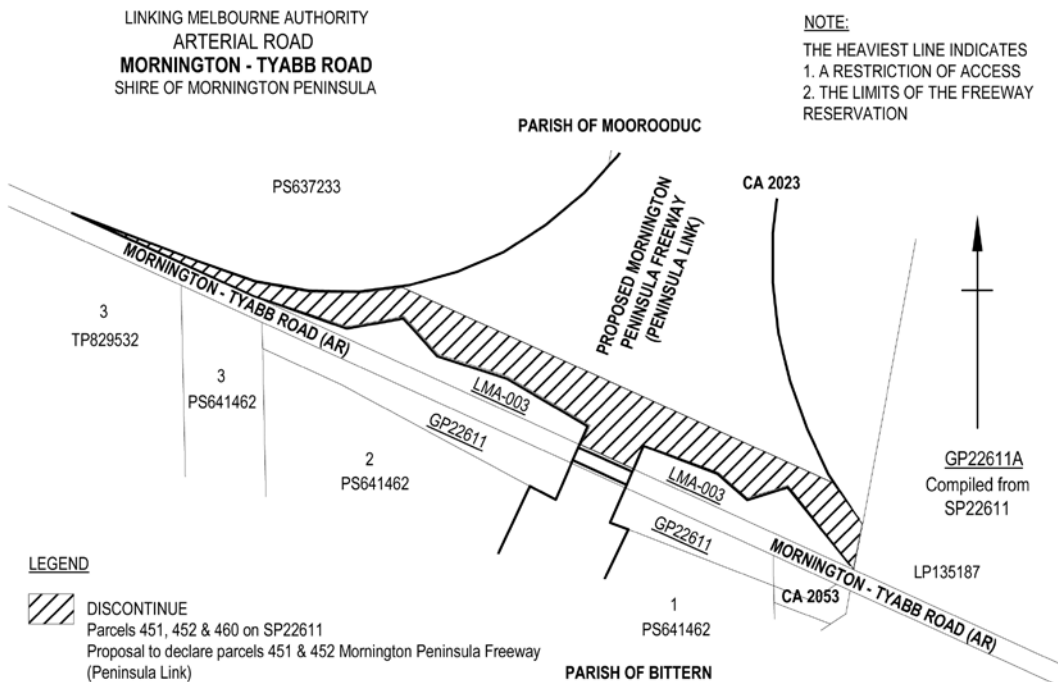 LINKING MELBOURNE AUTHORITY
ARTERIAL ROAD
MORNINGTON - TYABB ROAD
SHIRE OF MORNINGTON PENINSULA
NOTE:
THE HEAVIEST LINE INDICATES
1. A RESTRICTION OF ACCESS
2. THE LIMITS OF THE FREEWAY
RESERVATION
PARISH OF MOOROODUC
PS637233
CA 2023
PROPOSED MORNINGTON
PENINSULA FREEWAY
(PENINSULA LINK)
MORNINGTON - TYABB ROAD (AR)
3
TP829532
3
PS641462
LMA-003
GP22611
2
PS641462
LMA-003
GP22611
GP22611A
Compiled from
SP22611
MORNINGTON - TYABB ROAD (AR)
LP135187
CA 2053
1
PS641462
PARISH OF BITTERN
LEGEND
DISCONTINUE
Parcels 451, 452 & 460 on SP22611
Proposal to declare parcels 451 & 452 Mornington Peninsula Freeway
(Peninsula Link)